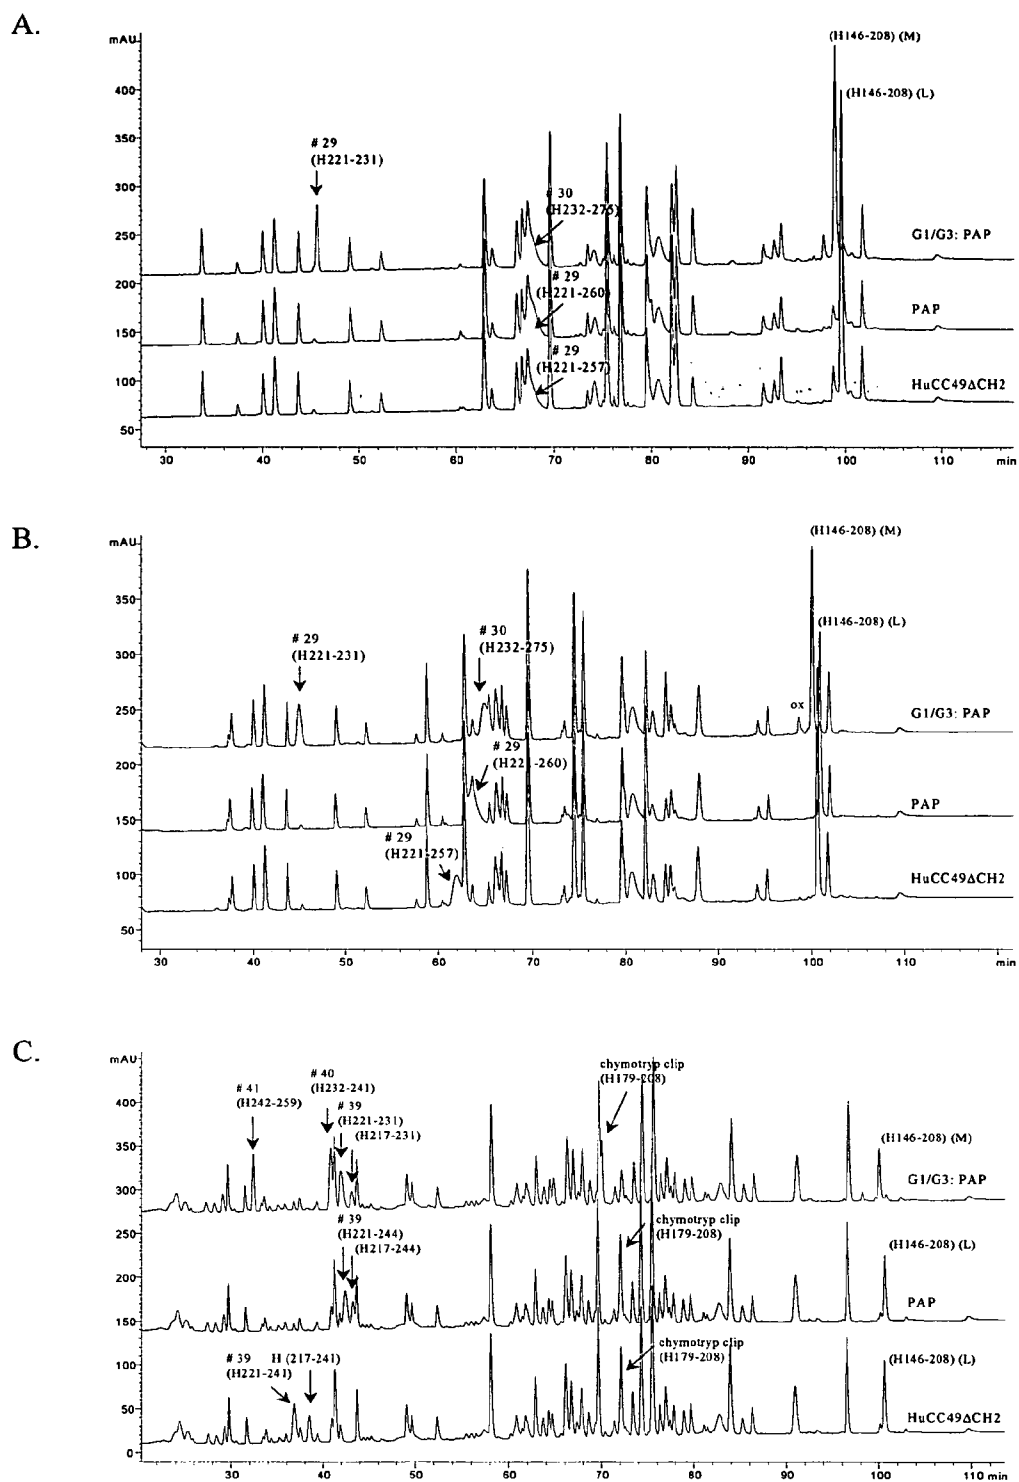 A.
mAU
(H146-208) (M)
(H146-208) (L)
400
350
# 29
(H221-231)
300
# 30
(H232-275)
250
G1/G3: PAP
200
# 29
(H221-260)
150
PAP
# 29
(H221-257)
100
HuCC49ΔCH2
50
30 40 50 60 70 80 90 100 110 min
B.
mAU
(H146-208) (M)
350
(H146-208) (L)
# 29
(H221-231)
# 30
(H232-275)
300
ox
250
G1/G3: PAP
# 29
(H221-260)
200
150
PAP
# 29
(H221-257)
100
HuCC49ΔCH2
50
30 40 50 60 70 80 90 100 110 min
C.
mAU
chymotryp clip
(H179-208)
# 40
(H232-241)
# 41
(H242-259)
400
# 39
(H221-231)
(H217-231)
350
(H146-208) (M)
300
G1/G3: PAP
250
# 39
(H221-244)
(H217-244)
chymotryp clip
(H179-208)
(H146-208) (L)
200
PAP
150
# 39
(H221-241)
H (217-241)
chymotryp clip
(H179-208)
(H146-208) (L)
100
50
HuCC49ΔCH2
0
30 40 50 60 70 80 90 100 110 min